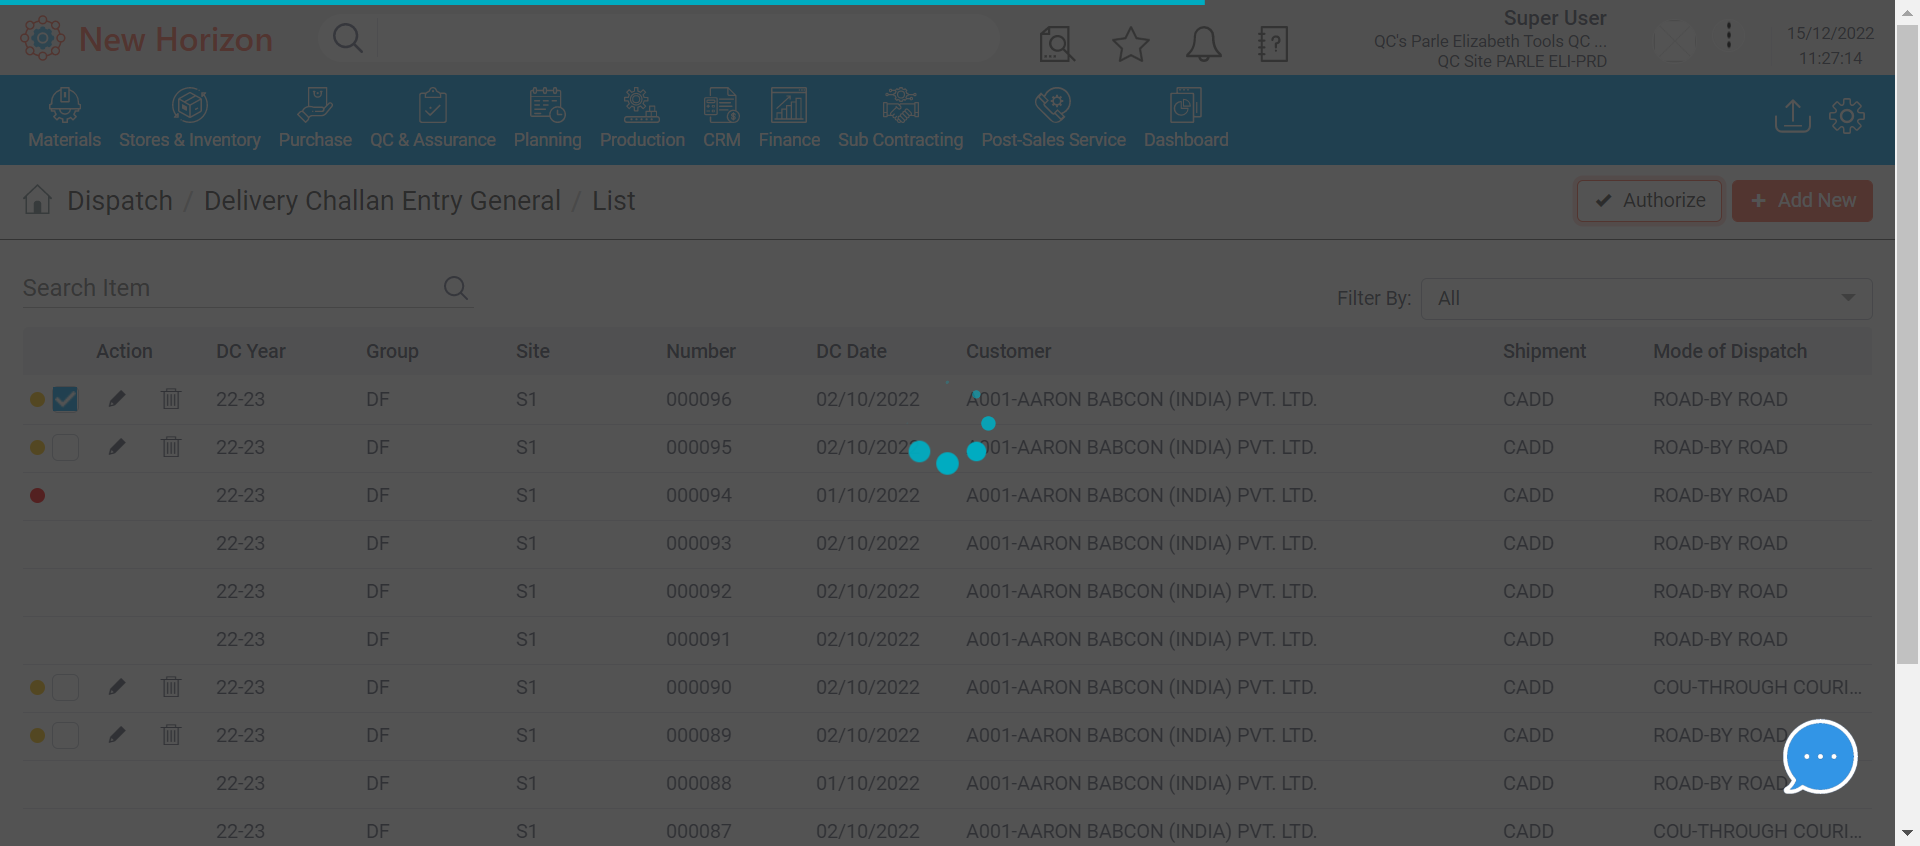 New Horizon
Super User
QC's Parle Elizabeth Tools QC ...
QC Site PARLE ELI-PRD
15/12/2022
11:27:14
Materials Stores & Inventory Purchase QC & Assurance Planning Production CRM Finance Sub Contracting Post-Sales Service Dashboard
Dispatch / Delivery Challan Entry General / List
Authorize
+ Add New
Search Item
Filter By: All
Action DC Year Group Site Number DC Date Customer Shipment Mode of Dispatch
22-23 DF S1 000096 02/10/2022 A001-AARON BABCON (INDIA) PVT. LTD. CADD ROAD-BY ROAD
22-23 DF S1 000095 02/10/2022 A001-AARON BABCON (INDIA) PVT. LTD. CADD ROAD-BY ROAD
22-23 DF S1 000094 01/10/2022 A001-AARON BABCON (INDIA) PVT. LTD. CADD ROAD-BY ROAD
22-23 DF S1 000093 02/10/2022 A001-AARON BABCON (INDIA) PVT. LTD. CADD ROAD-BY ROAD
22-23 DF S1 000092 02/10/2022 A001-AARON BABCON (INDIA) PVT. LTD. CADD ROAD-BY ROAD
22-23 DF S1 000091 02/10/2022 A001-AARON BABCON (INDIA) PVT. LTD. CADD ROAD-BY ROAD
22-23 DF S1 000090 02/10/2022 A001-AARON BABCON (INDIA) PVT. LTD. CADD COU-THROUGH COURI...
22-23 DF S1 000089 02/10/2022 A001-AARON BABCON (INDIA) PVT. LTD. CADD ROAD-BY ROAD
22-23 DF S1 000088 01/10/2022 A001-AARON BABCON (INDIA) PVT. LTD. CADD ROAD-BY ROAD
22-23 DF S1 000087 02/10/2022 A001-AARON BABCON (INDIA) PVT. LTD. CADD COU-THROUGH COURI...